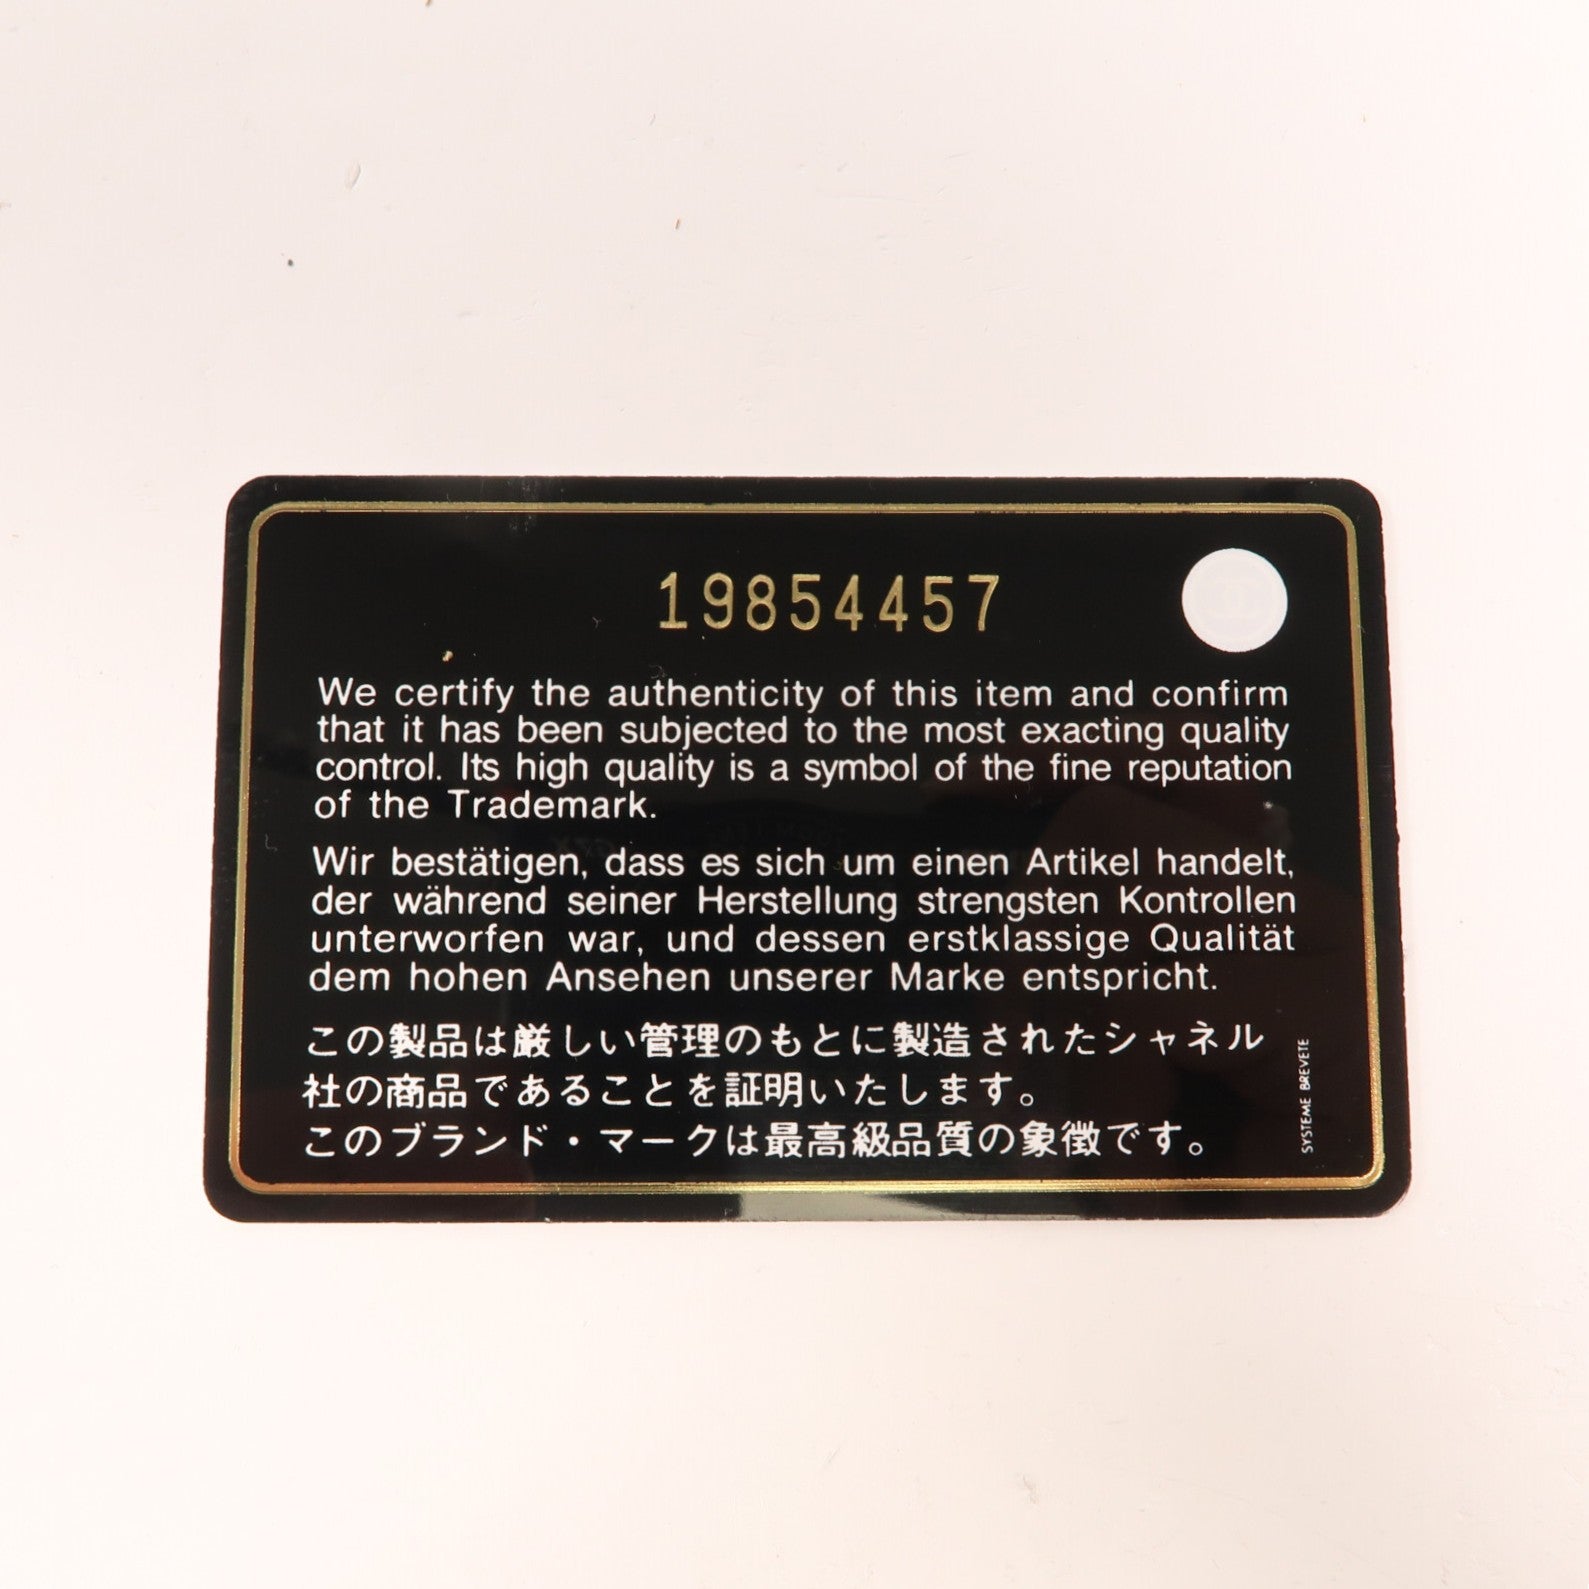 19854457
We certify the authenticity of this item and confirm
that it has been subjected to the most exacting quality
control. Its high quality is a symbol of the fine reputation
of the Trademark.
Wir bestätigen, dass es sich um einen Artikel handelt,
der während seiner Herstellung strengsten Kontrollen
unterworfen war, und dessen erstklassige Qualität
dem hohen Ansehen unserer Marke entspricht.
この製品は厳しい管理のもとに製造されたシャネル
社の商品であることを証明いたします。
このブランド・マークは最高級品質の象徴です。
SYSTEME BREVETE